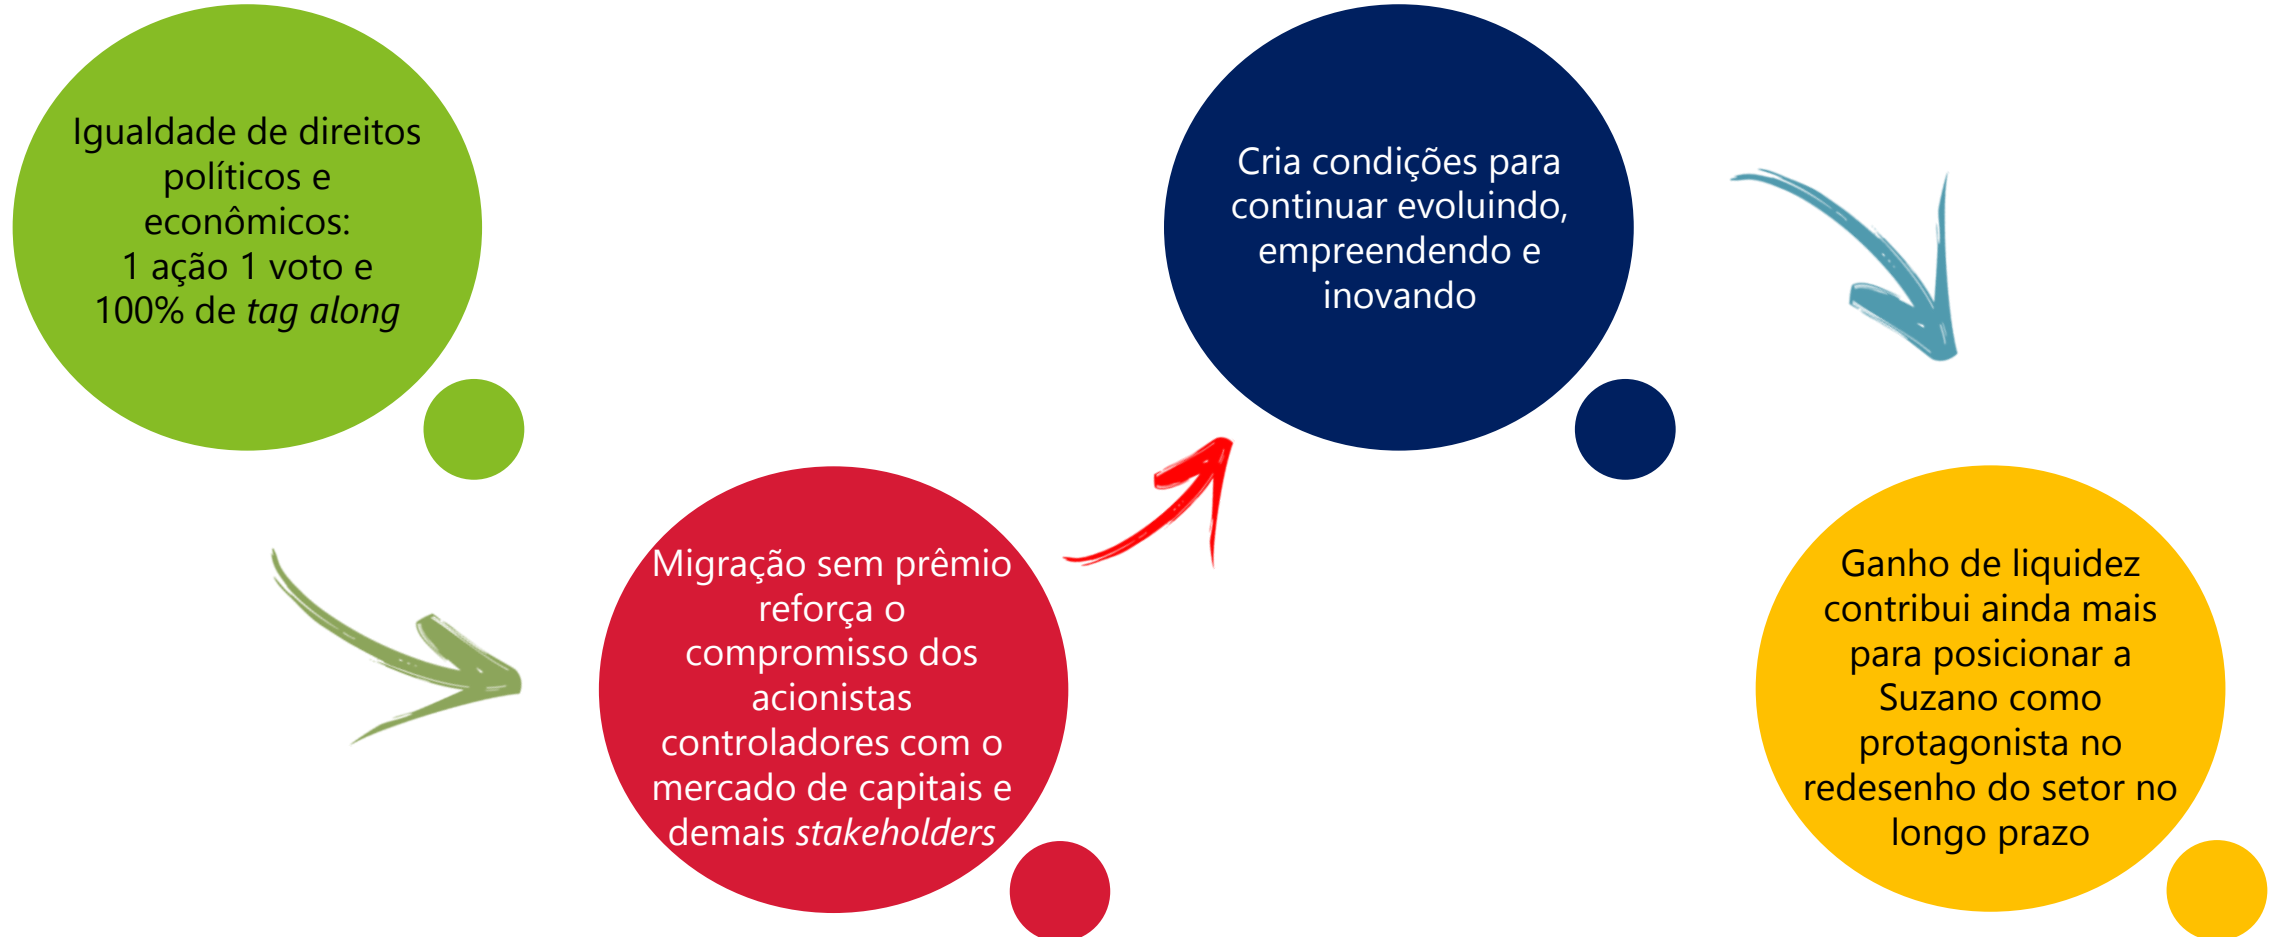 Igualdade de direitos
políticos e
econômicos:
1 ação 1 voto e
100% de tag along
Migração sem prêmio
reforça o
compromisso dos
acionistas
controladores com o
mercado de capitais e
demais stakeholders
Cria condições para
continuar evoluindo,
empreendendo e
inovando
Ganho de liquidez
contribui ainda mais
para posicionar a
Suzano como
protagonista no
redesenho do setor no
longo prazo